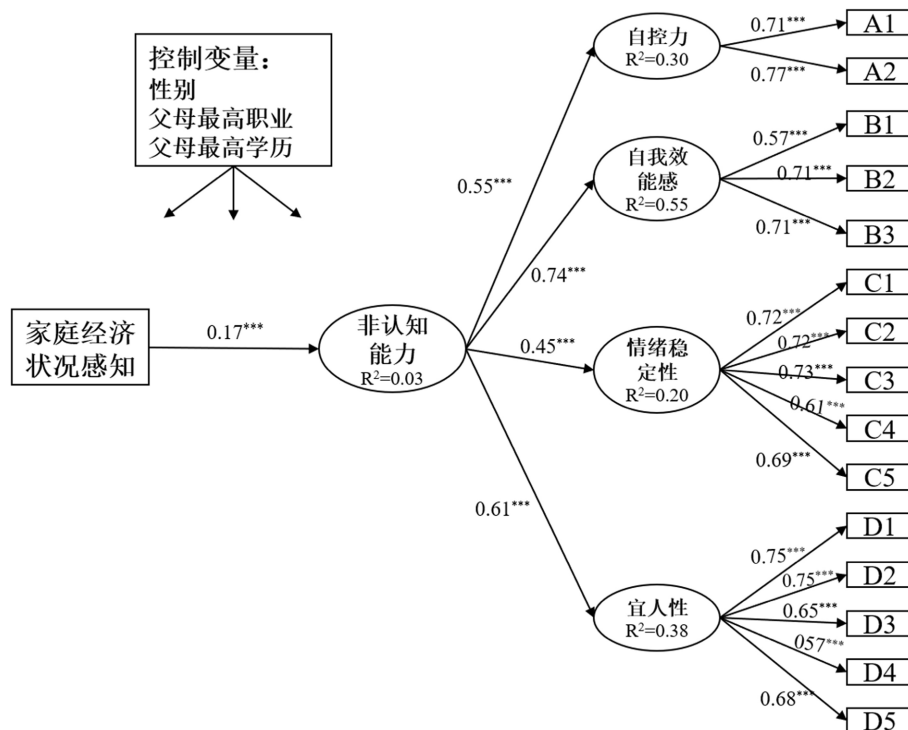 控制变量：
性别
父母最高职业
父母最高学历
家庭经济
状况感知
0.17***
非认知
能力
R²=0.03
0.55***
0.74***
0.45***
0.61***
自控力
R²=0.30
0.71***
A1
0.77***
A2
自我效
能感
R²=0.55
0.57***
B1
0.71***
B2
0.71***
B3
情绪稳
定性
R²=0.20
0.72***
C1
0.72***
C2
0.73***
C3
0.61***
C4
0.69***
C5
宜人性
R²=0.38
0.75***
D1
0.75***
D2
0.65***
D3
057***
D4
0.68***
D5